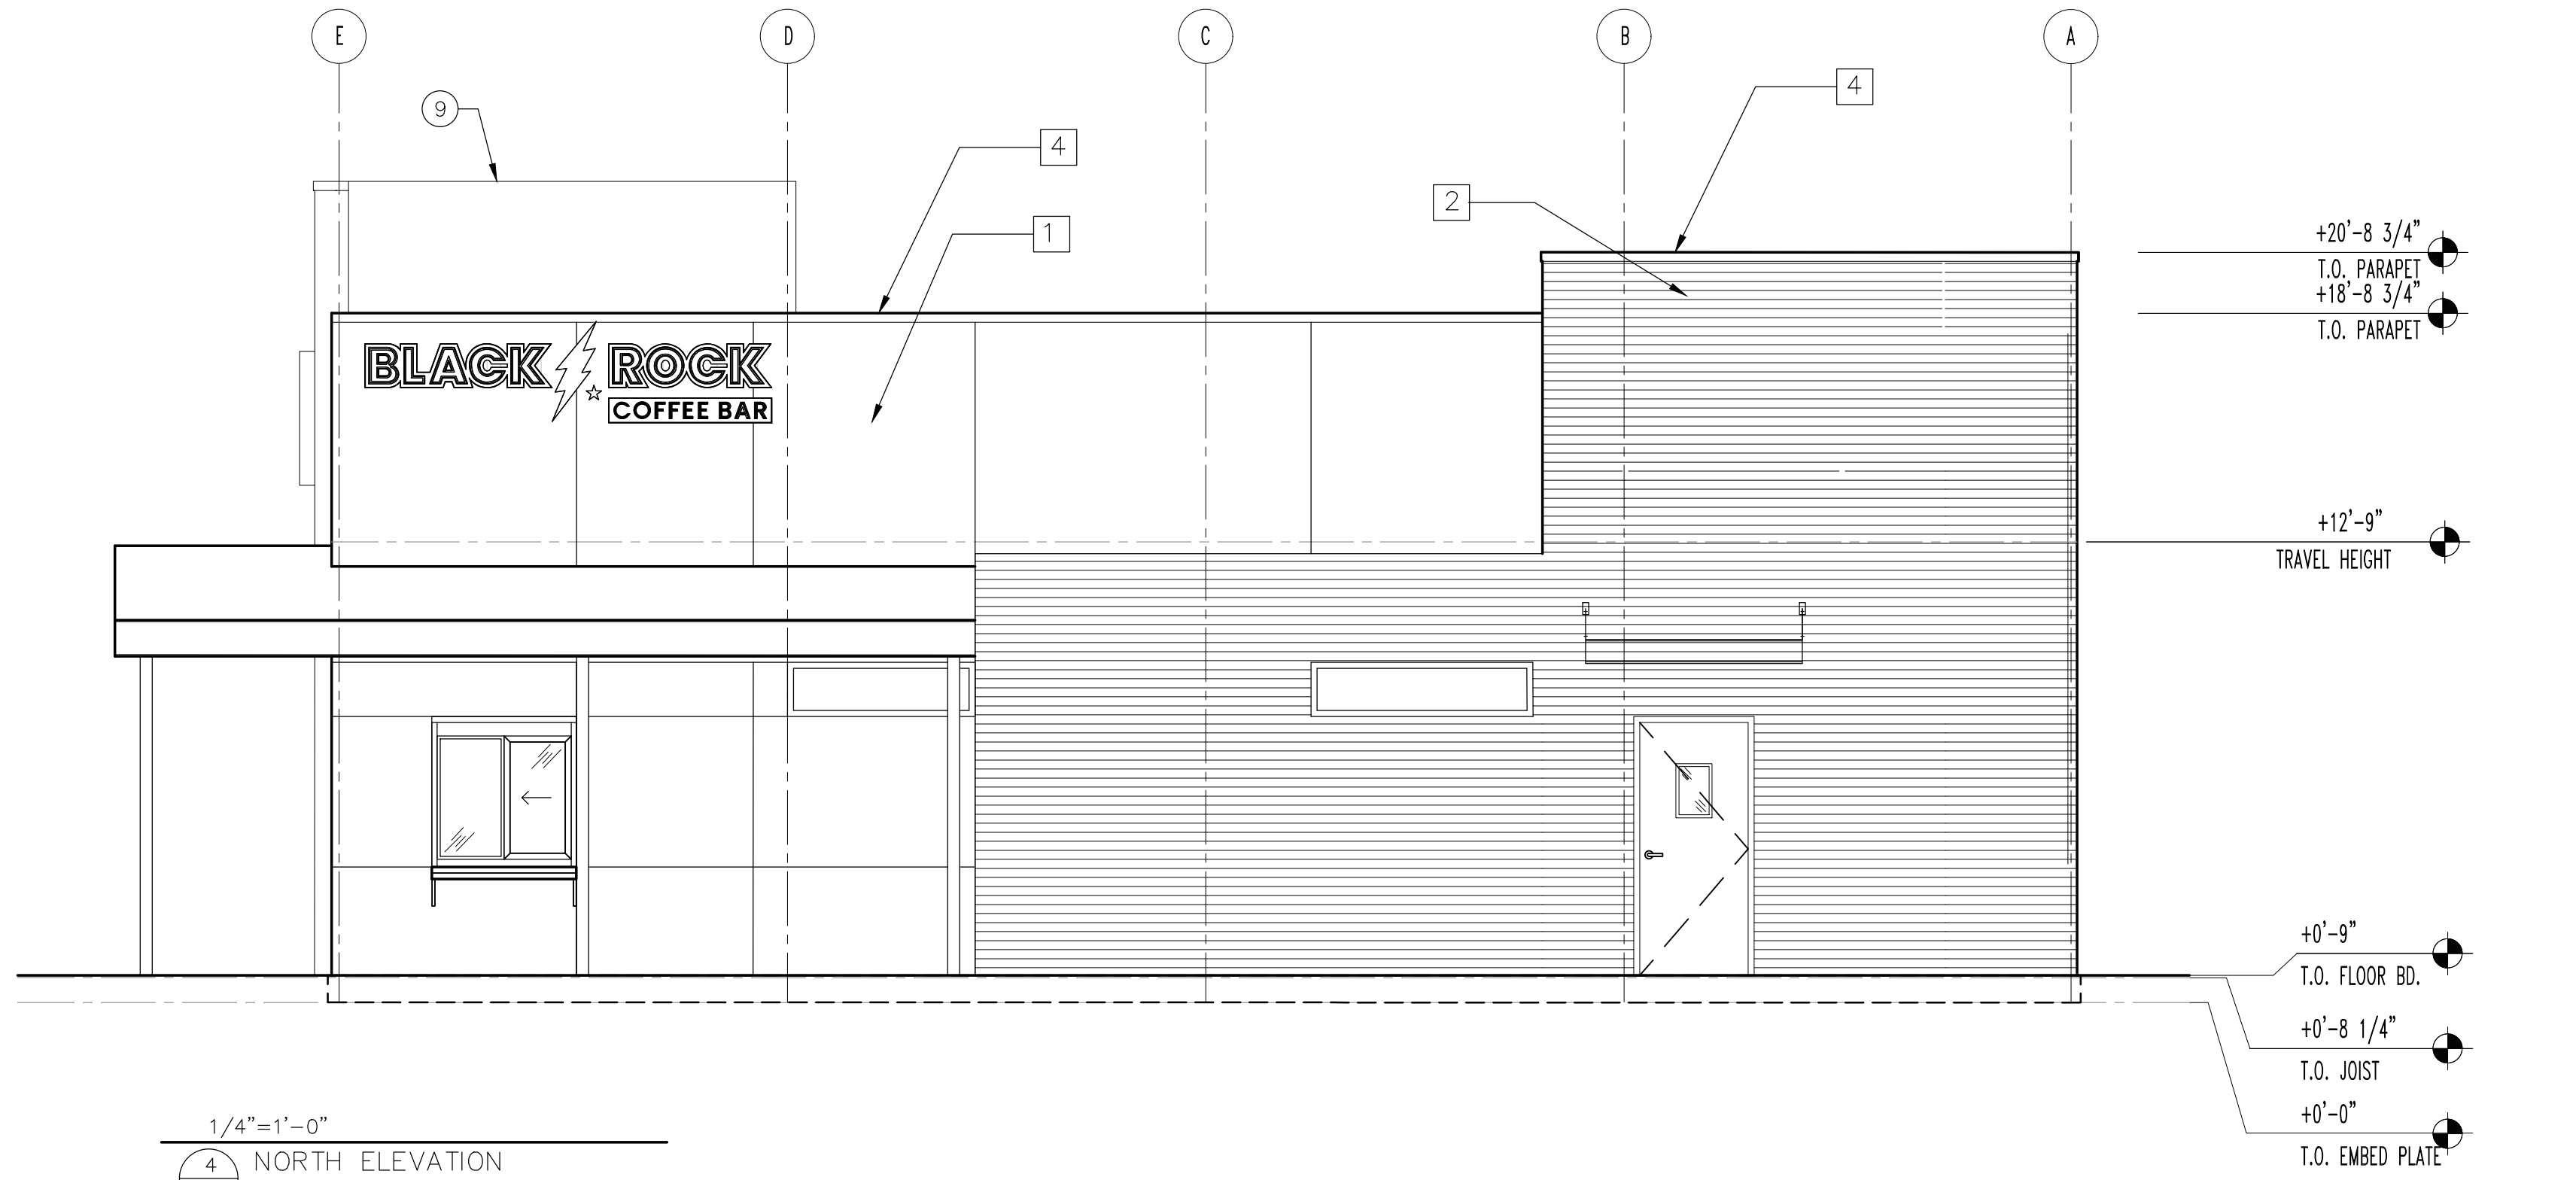 E D C B A
9
4
4
1
2
+20'-8 3/4"
T.O. PARAPET
+18'-8 3/4"
T.O. PARAPET
BLACK ROCK
COFFEE BAR
+12'-9"
TRAVEL HEIGHT
+0'-9"
T.O. FLOOR BD.
+0'-8 1/4"
T.O. JOIST
+0'-0"
T.O. EMBED PLATE
1/4"=1'-0"
4 NORTH ELEVATION